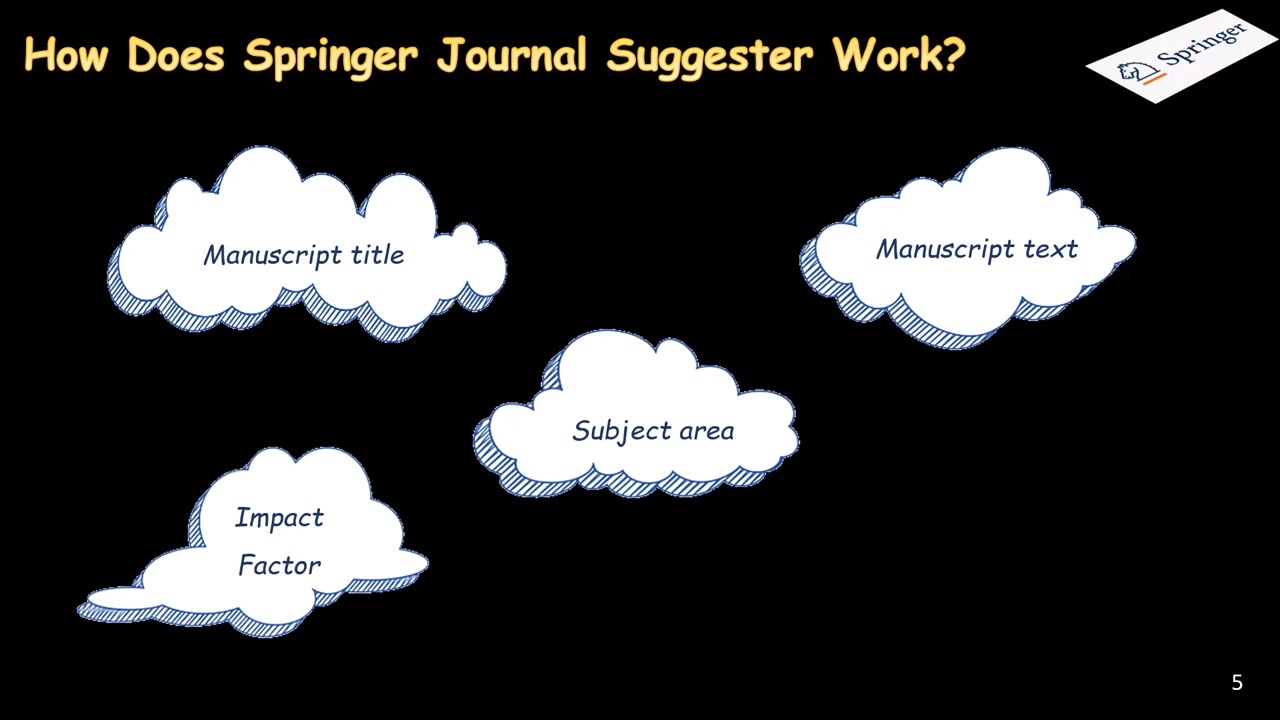 How Does Springer Journal Suggester Work?
Springer
Manuscript title
Manuscript text
Subject area
Impact
Factor
5